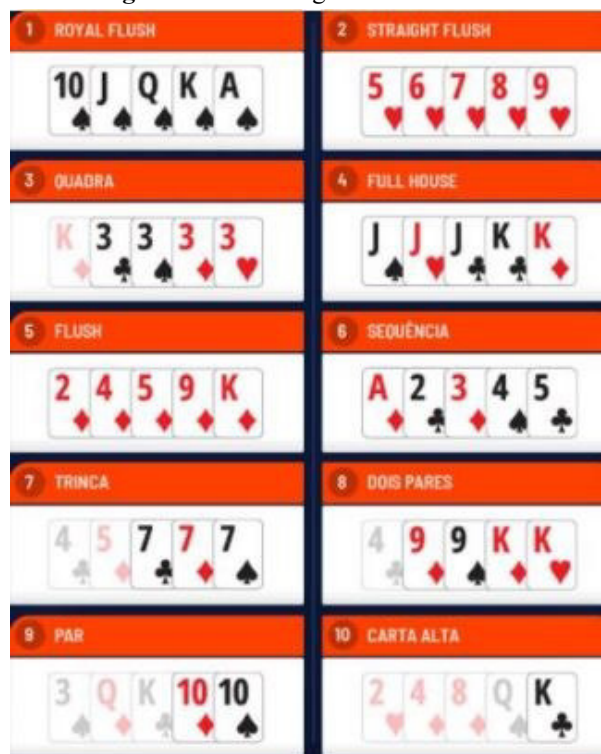 1 ROYAL FLUSH
10 J Q K A
2 STRAIGHT FLUSH
5 6 7 8 9
3 QUADRA
K 3 3 3 3
4 FULL HOUSE
J J J K K
5 FLUSH
2 4 5 9 K
6 SEQUÊNCIA
A 2 3 4 5
7 TRINCA
4 5 7 7 7
8 DOIS PARES
4 9 9 K K
9 PAR
3 Q K 10 10
10 CARTA ALTA
2 4 8 Q K